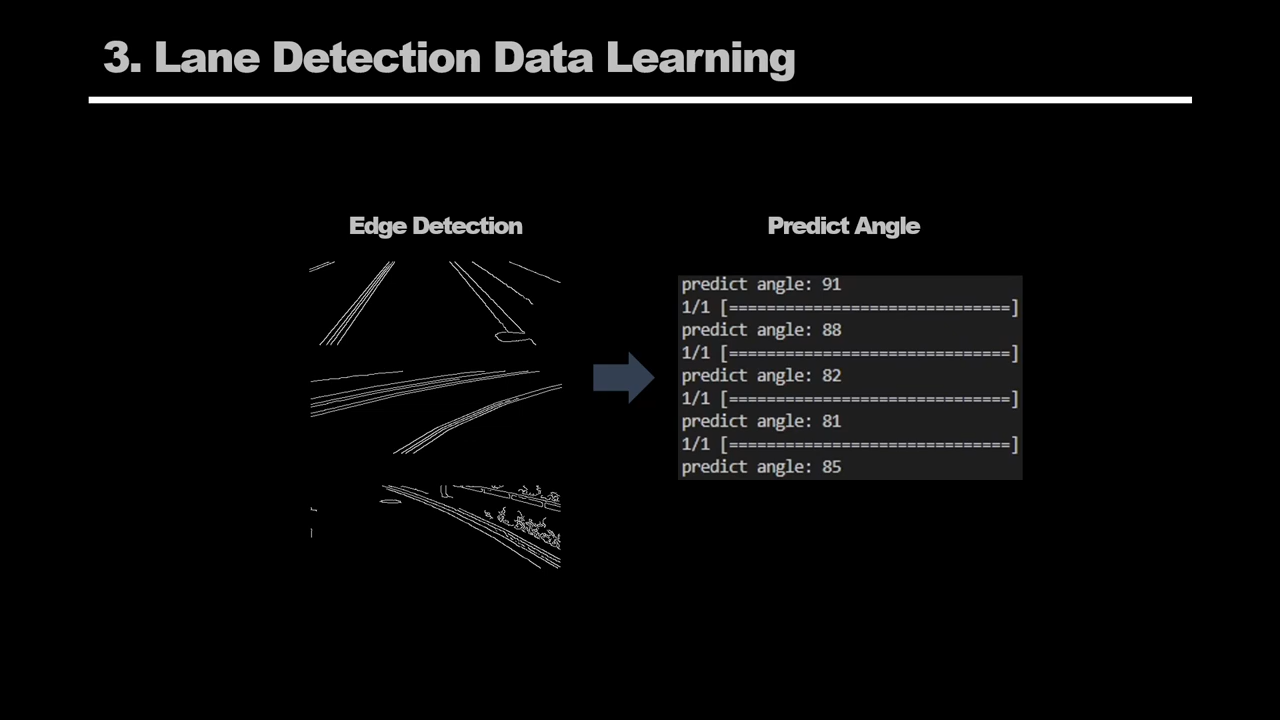 3. Lane Detection Data Learning
Edge Detection
Predict Angle
predict angle: 91
1/1 [==============================]
predict angle: 88
1/1 [==============================]
predict angle: 82
1/1 [==============================]
predict angle: 81
1/1 [==============================]
predict angle: 85